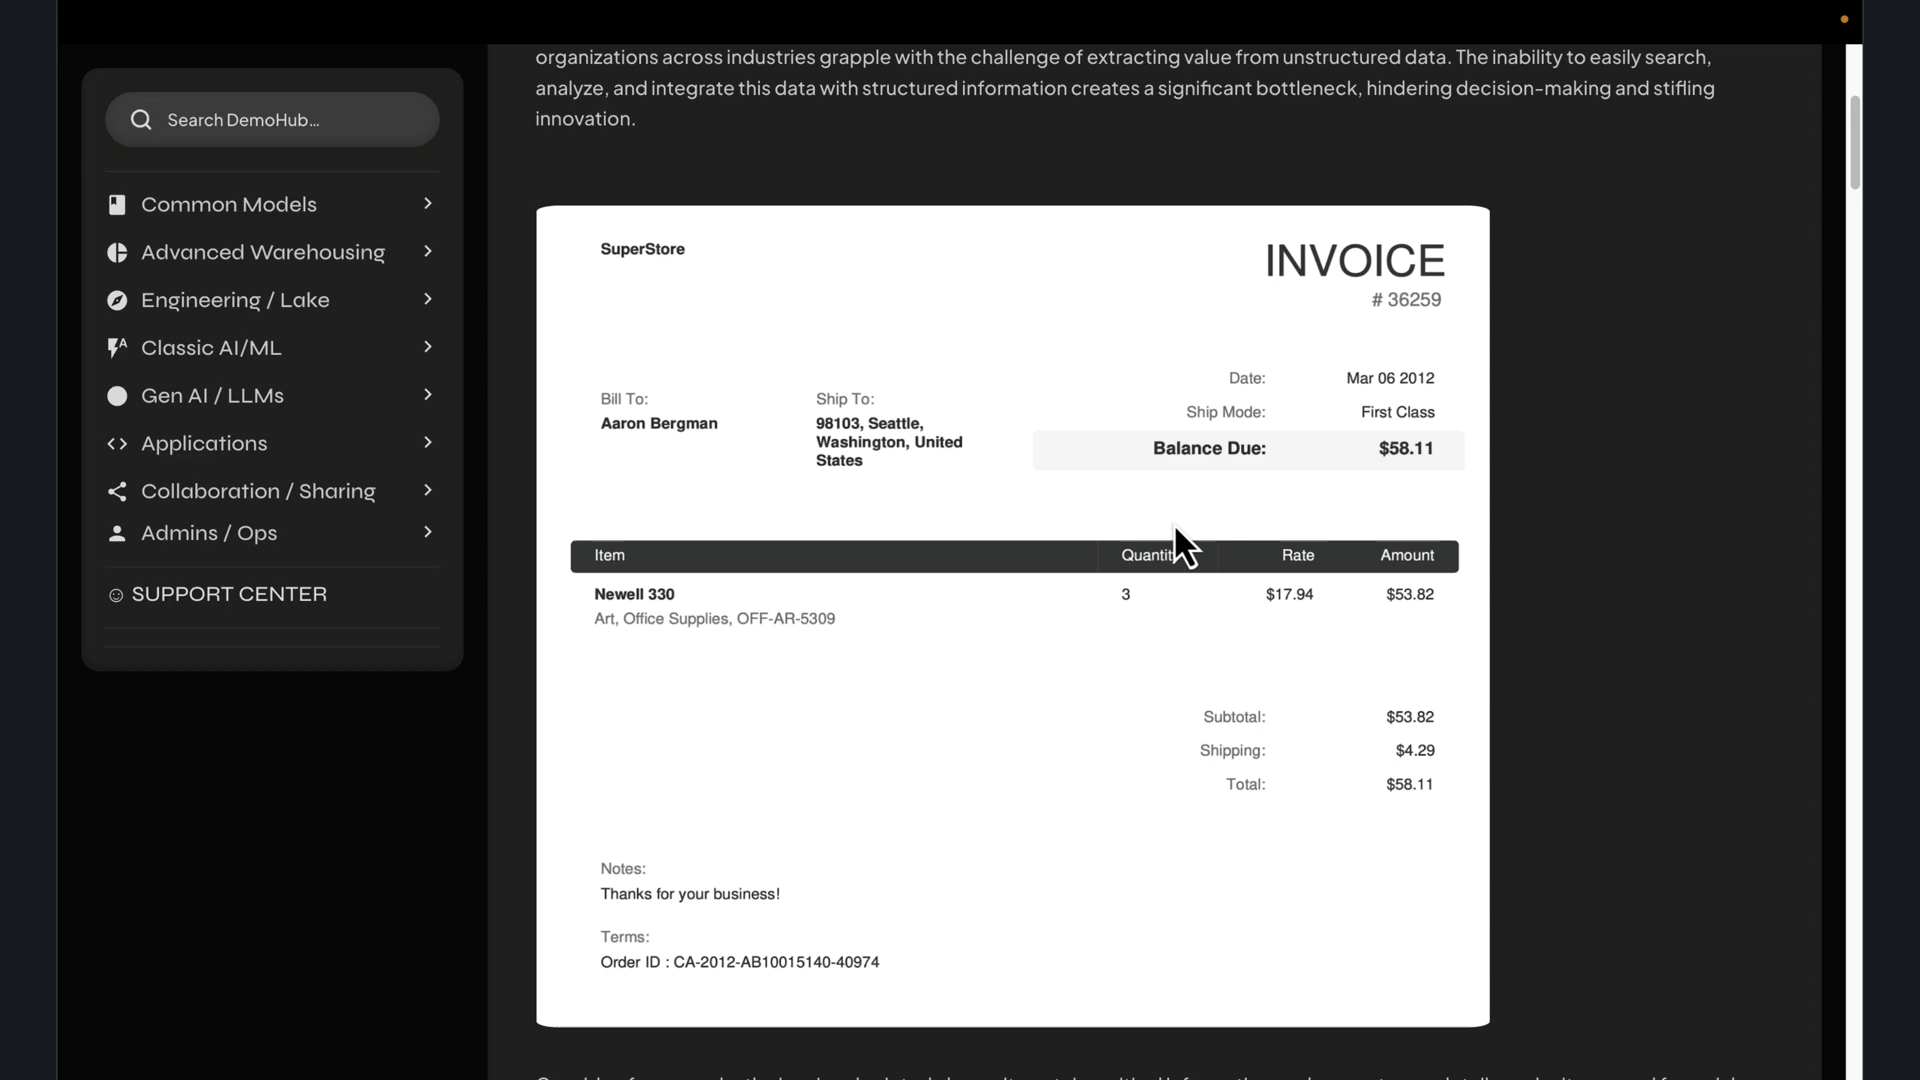 organizations across industries grapple with the challenge of extracting value from unstructured data. The inability to easily search,
analyze, and integrate this data with structured information creates a significant bottleneck, hindering decision-making and stifling
innovation.
Search DemoHub...
Common Models
Advanced Warehousing
Engineering / Lake
Classic AI/ML
Gen AI / LLMs
Applications
Collaboration / Sharing
Admins / Ops
☺ SUPPORT CENTER
SuperStore
INVOICE
# 36259
Bill To:
Aaron Bergman
Ship To:
98103, Seattle,
Washington, United
States
Date: Mar 06 2012
Ship Mode: First Class
Balance Due: $58.11
Item Quantity Rate Amount
Newell 330 3 $17.94 $53.82
Art, Office Supplies, OFF-AR-5309
Subtotal: $53.82
Shipping: $4.29
Total: $58.11
Notes:
Thanks for your business!
Terms:
Order ID : CA-2012-AB10015140-40974